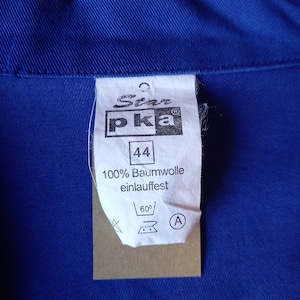 Star
pka®
44
100% Baumwolle
einlauffest
60°
A